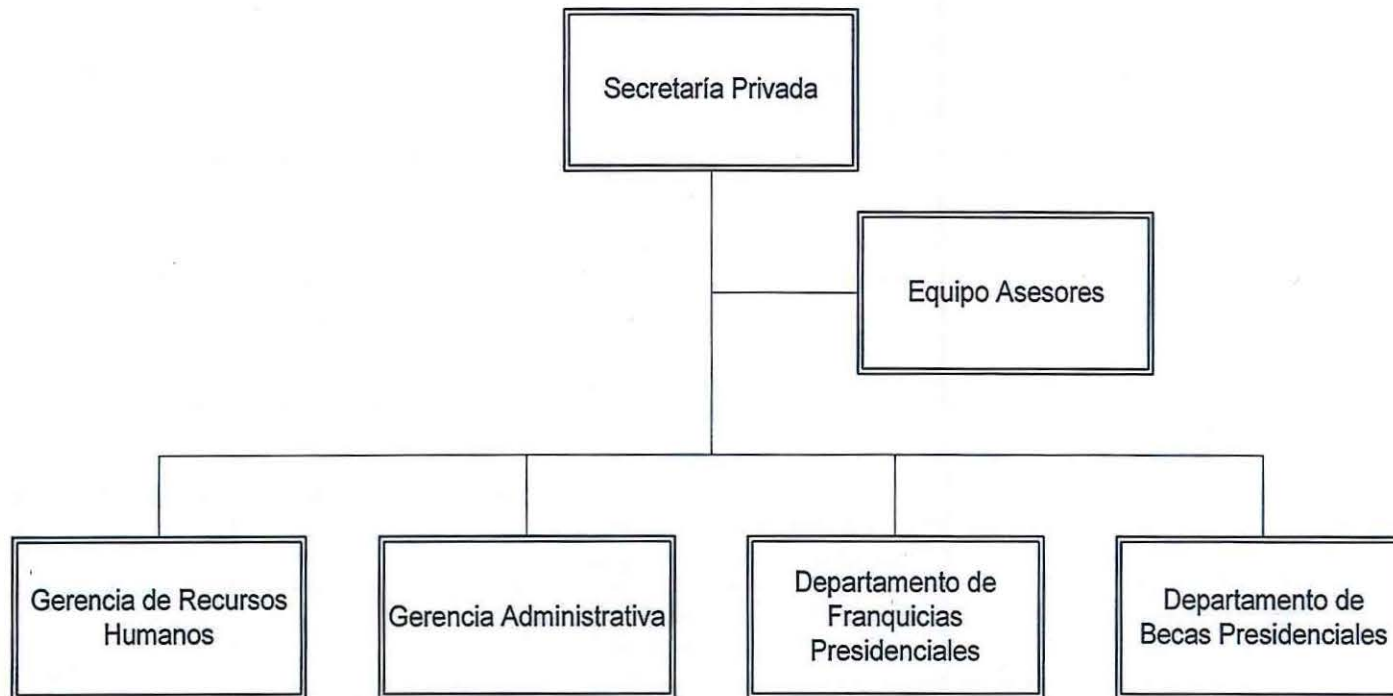 Secretaría Privada
Equipo Asesores
Gerencia de Recursos
Humanos
Gerencia Administrativa
Departamento de
Franquicias
Presidenciales
Departamento de
Becas Presidenciales